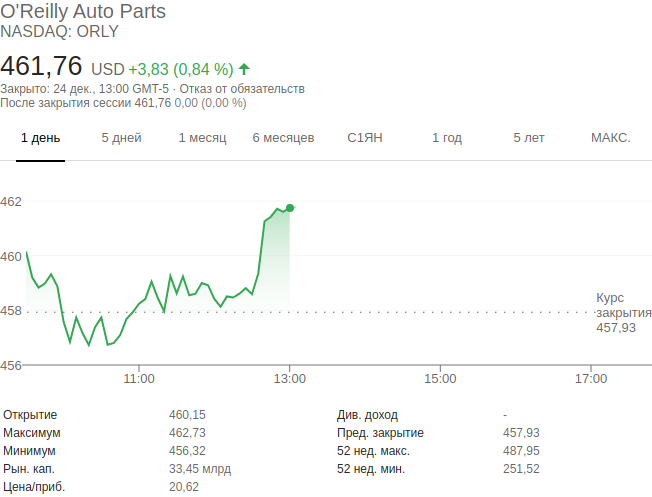 O'Reilly Auto Parts
NASDAQ: ORLY
461,76 USD +3,83 (0,84 %)
Закрыто: 24 дек., 13:00 GMT-5 · Отказ от обязательств
После закрытия сессии 461,76 0,00 (0,00 %)
1 день 5 дней 1 месяц 6 месяцев С1ЯН 1 год 5 лет МАКС.
462
460
458
456
Курс
закрытия
457,93
11:00 13:00 15:00 17:00
Открытие 460,15 Див. доход -
Максимум 462,73 Пред. закрытие 457,93
Минимум 456,32 52 нед. макс. 487,95
Рын. кап. 33,45 млрд 52 нед. мин. 251,52
Цена/приб. 20,62